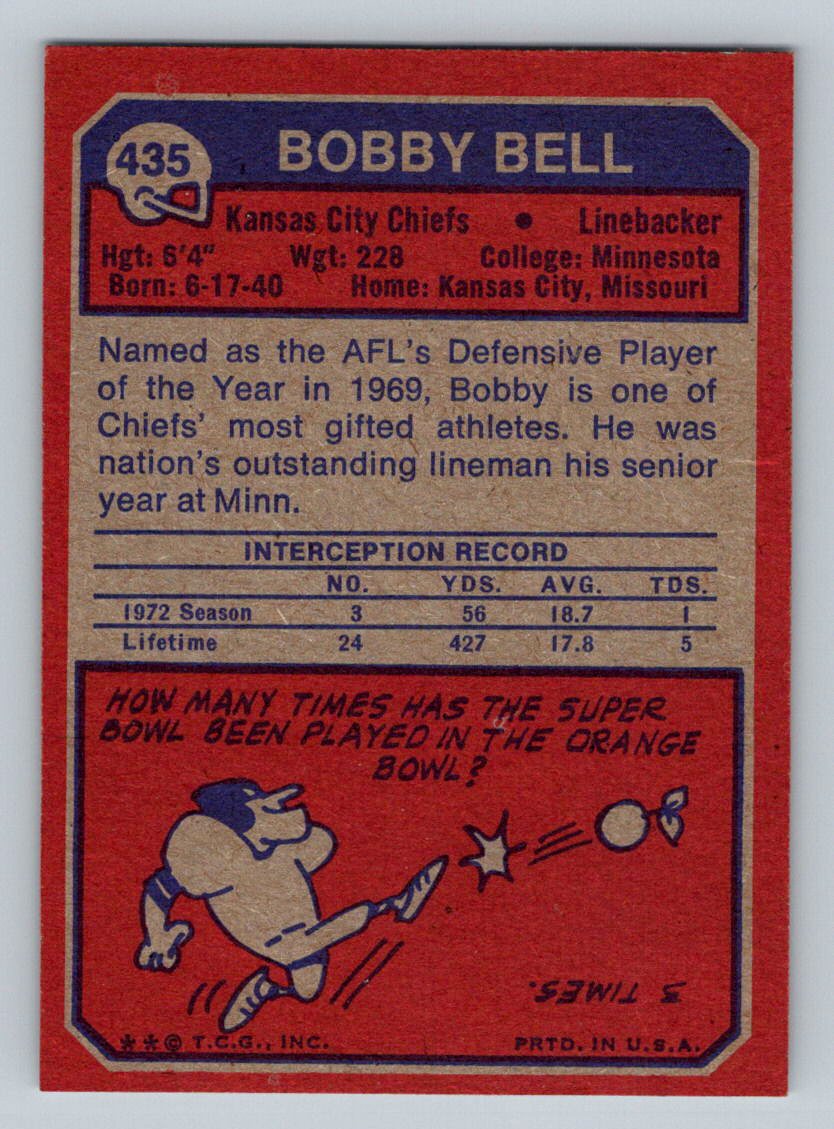 435
BOBBY BELL
Kansas City Chiefs • Linebacker
Hgt: 6'4" Wgt: 228 College: Minnesota
Born: 6-17-40 Home: Kansas City, Missouri
Named as the AFL's Defensive Player
of the Year in 1969, Bobby is one of
Chiefs' most gifted athletes. He was
nation's outstanding lineman his senior
year at Minn.
INTERCEPTION RECORD
NO. YDS. AVG. TDS.
1972 Season 3 56 18.7 1
Lifetime 24 427 17.8 5
HOW MANY TIMES HAS THE SUPER
BOWL BEEN PLAYED IN THE ORANGE
BOWL?
3 TIMES.
**© T.C.G., INC. PRTD. IN U.S.A.